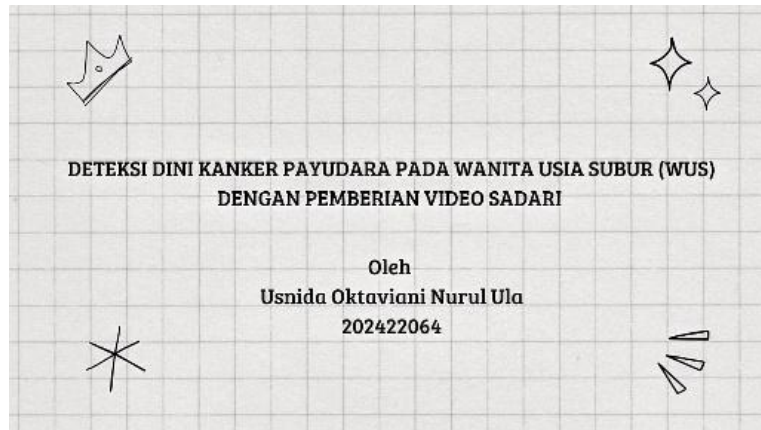 DETEKSI DINI KANKER PAYUDARA PADA WANITA USIA SUBUR (WUS)
DENGAN PEMBERIAN VIDEO SADARI
Oleh
Usnida Oktaviani Nurul Ula
202422064